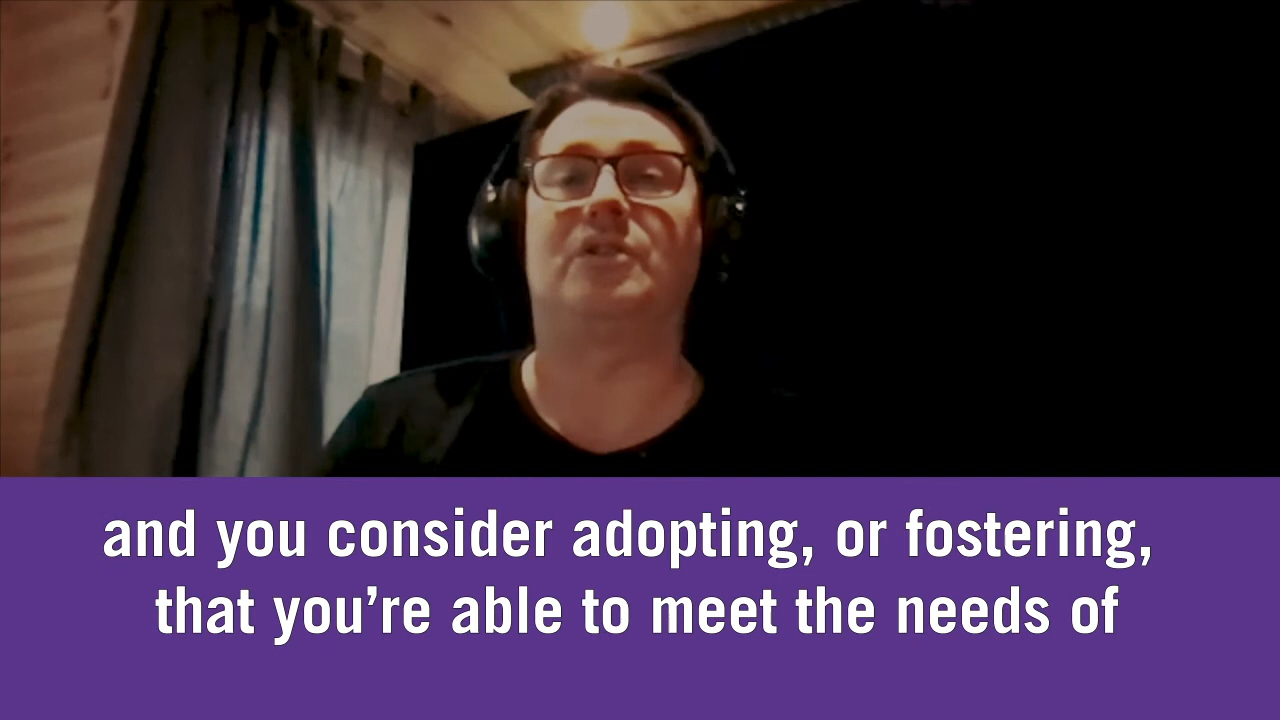 and you consider adopting, or fostering,
that you’re able to meet the needs of